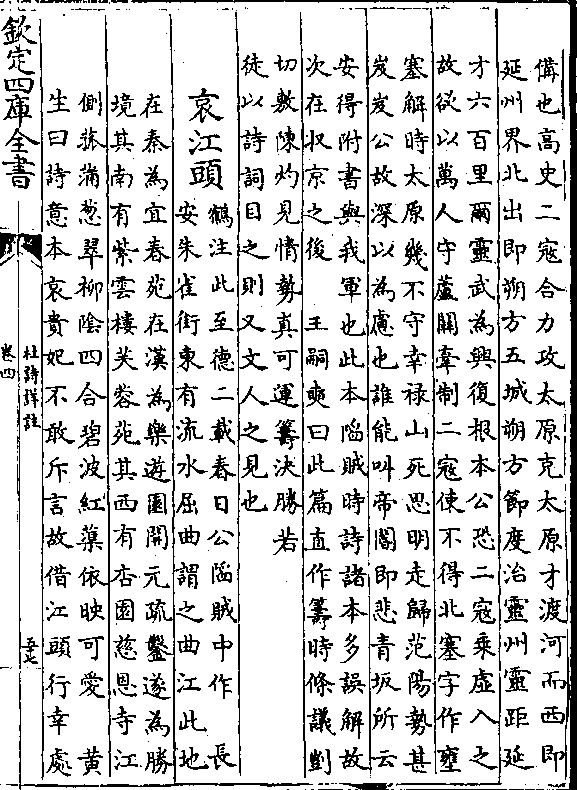 備也高史二寇合力攻太原克太原才渡河而西即
延州界北出即朔方五城朔方節度治靈州靈距延
才六百里爾靈武為興復根本公恐二寇乘虛入之
故欲以萬人守蘆關牽制二寇使不得北塞字作壅
塞解時太原幾不守幸禄山死思明走歸范陽勢甚
岌岌公故深以為慮也誰能叫帝閽即悲青坂所云
安得附書與我軍也此本陷賊時詩諸本多誤解故
次在収京之後 王嗣奭曰此篇直作籌時條議剴
切敷陳灼見情勢真可運籌決勝若
徒以詩詞目之則又文人之見也
哀江頭
鶴注此至德二載春日公陷賊中作 長
安朱雀街東有流水屈曲謂之曲江此地
在秦為宜春苑在漢為樂遊園開元疏鑿遂為勝
境其南有紫雲樓芙蓉苑其西有杏園慈恩寺江
側菰蒲葱翠柳陰四合碧波紅蕖依映可愛 黄
生曰詩意本哀貴妃不敢斥言故借江頭行幸處
欽定四庫全書
杜詩詳註
卷四
五七